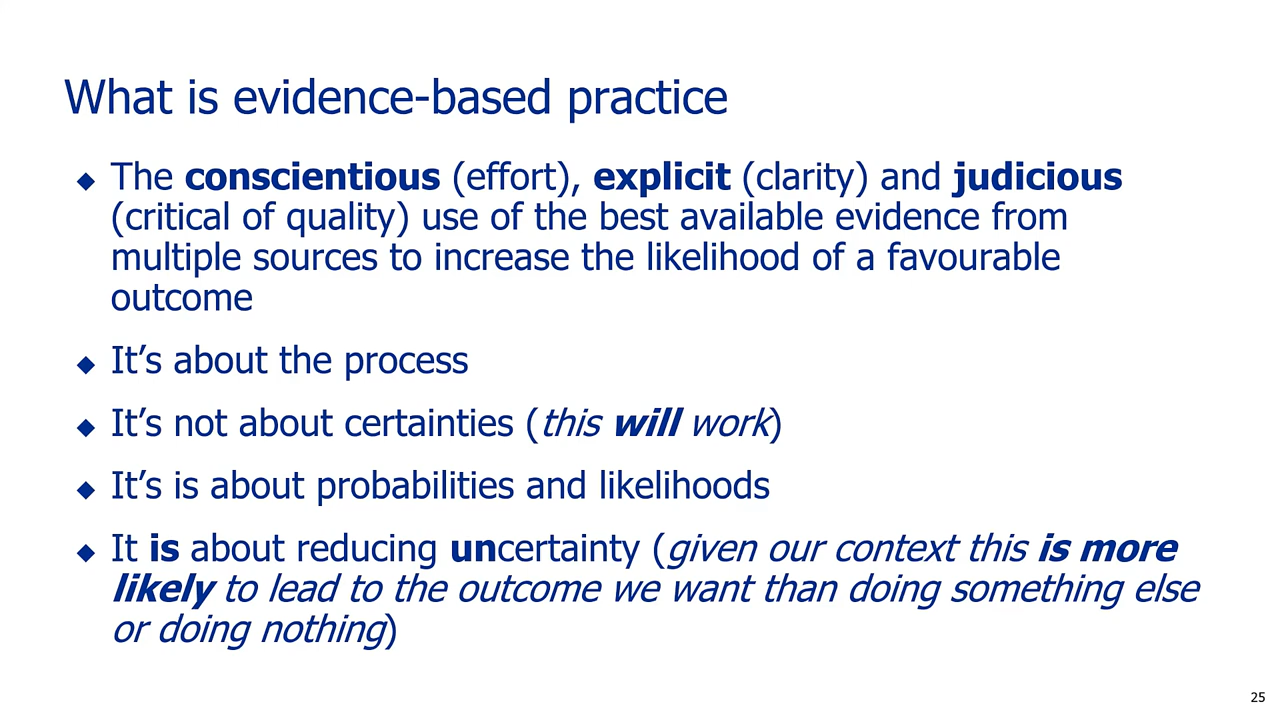 What is evidence-based practice
◆ The conscientious (effort), explicit (clarity) and judicious
(critical of quality) use of the best available evidence from
multiple sources to increase the likelihood of a favourable
outcome
◆ It’s about the process
◆ It’s not about certainties (this will work)
◆ It’s is about probabilities and likelihoods
◆ It is about reducing uncertainty (given our context this is more
likely to lead to the outcome we want than doing something else
or doing nothing)
25